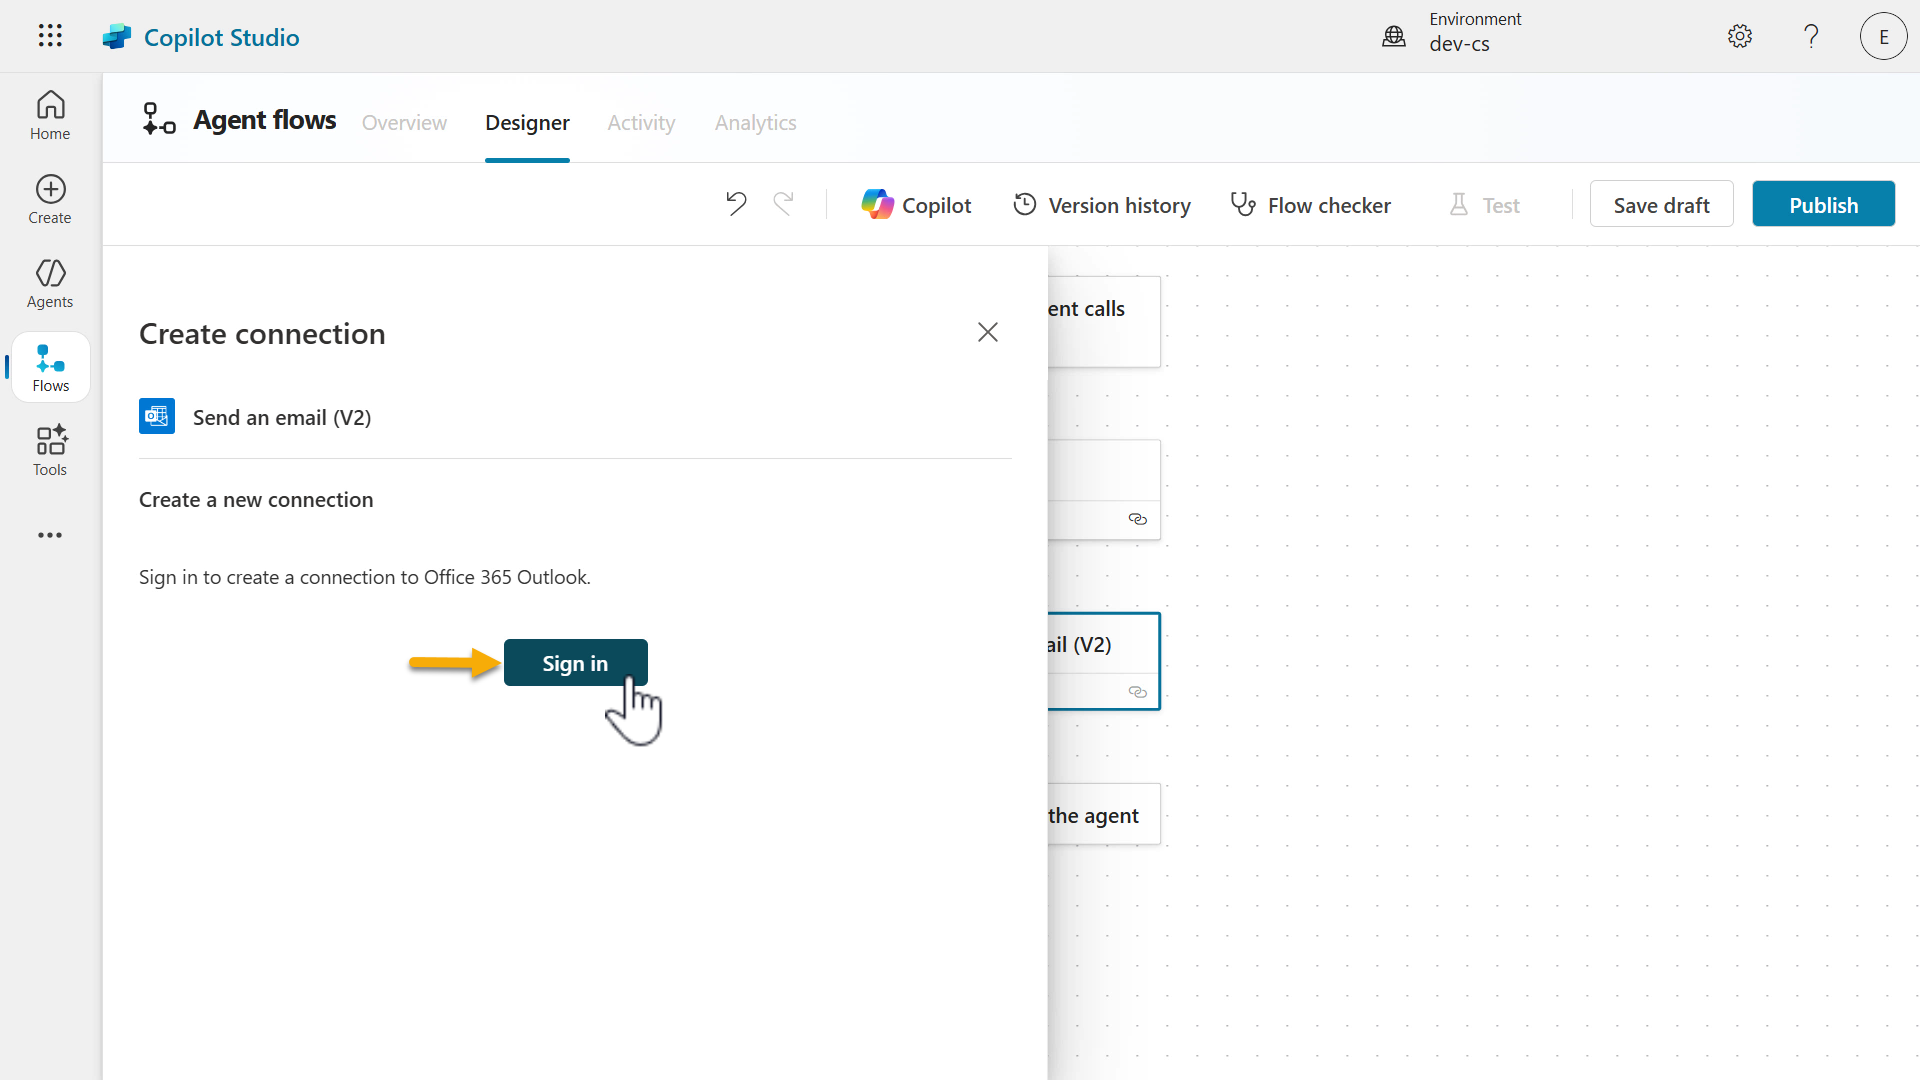 Copilot Studio
Environment
dev-cs
E
Home
Create
Agents
Flows
Tools
Agent flows
Overview
Designer
Activity
Analytics
Copilot
Version history
Flow checker
Test
Save draft
Publish
Create connection
Send an email (V2)
Create a new connection
Sign in to create a connection to Office 365 Outlook.
Sign in
ent calls
ail (V2)
the agent